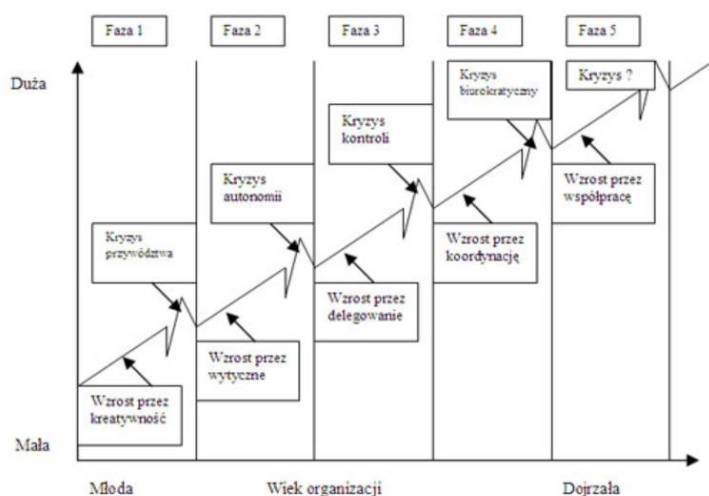 Faza 1
Faza 2
Faza 3
Faza 4
Faza 5
Duża
Kryzys
biurokratyczny
Kryzys ?
Kryzys
kontroli
Kryzys
autonomii
Wzrost przez
współpracę
Kryzys
przywództwa
Wzrost przez
koordynację
Wzrost przez
delegowanie
Wzrost przez
wytyczne
Wzrost przez
kreatywność
Mała
Młoda
Wiek organizacji
Dojrzała